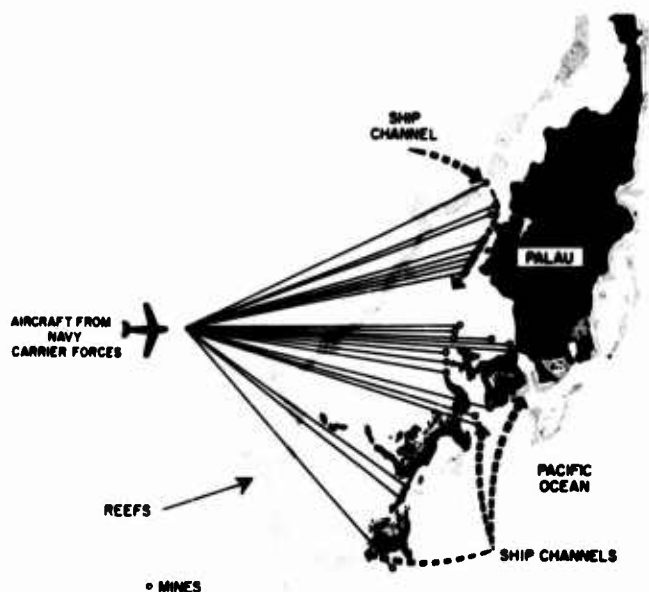 SHIP
CHANNEL
PALAU
AIRCRAFT FROM
NAVY
CARRIER FORCES
PACIFIC
OCEAN
REEFS
SHIP CHANNELS
MINES